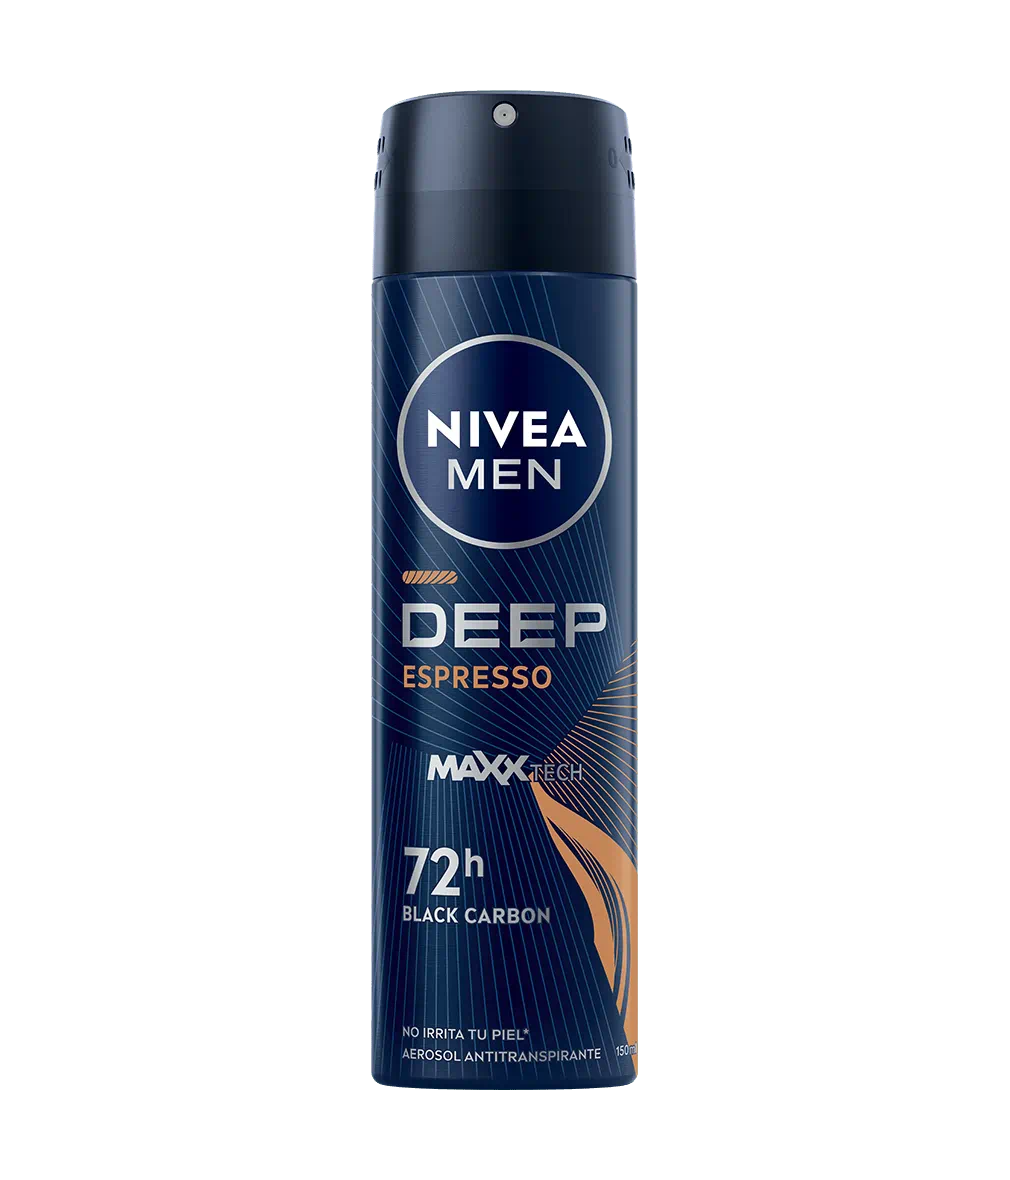 NIVEA
MEN
DEEP
ESPRESSO
MAXX TECH
72h
BLACK CARBON
NO IRRITA TU PIEL*
AEROSOL ANTITRANSPIRANTE 150 ml